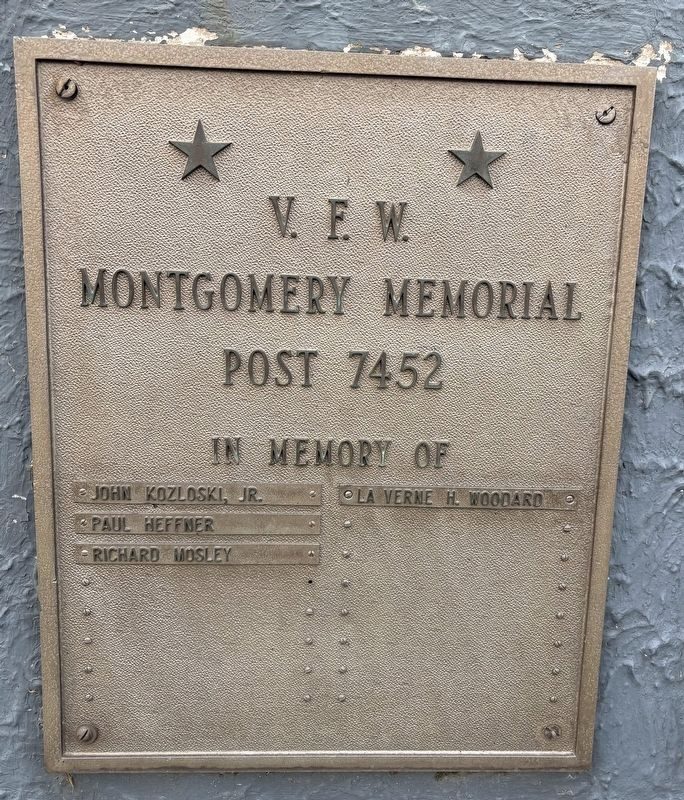 V. F. W.
MONTGOMERY MEMORIAL
POST 7452
IN MEMORY OF
JOHN KOZLOSKI, JR.
PAUL HEFFNER
RICHARD MOSLEY
LA VERNE H. WOODARD